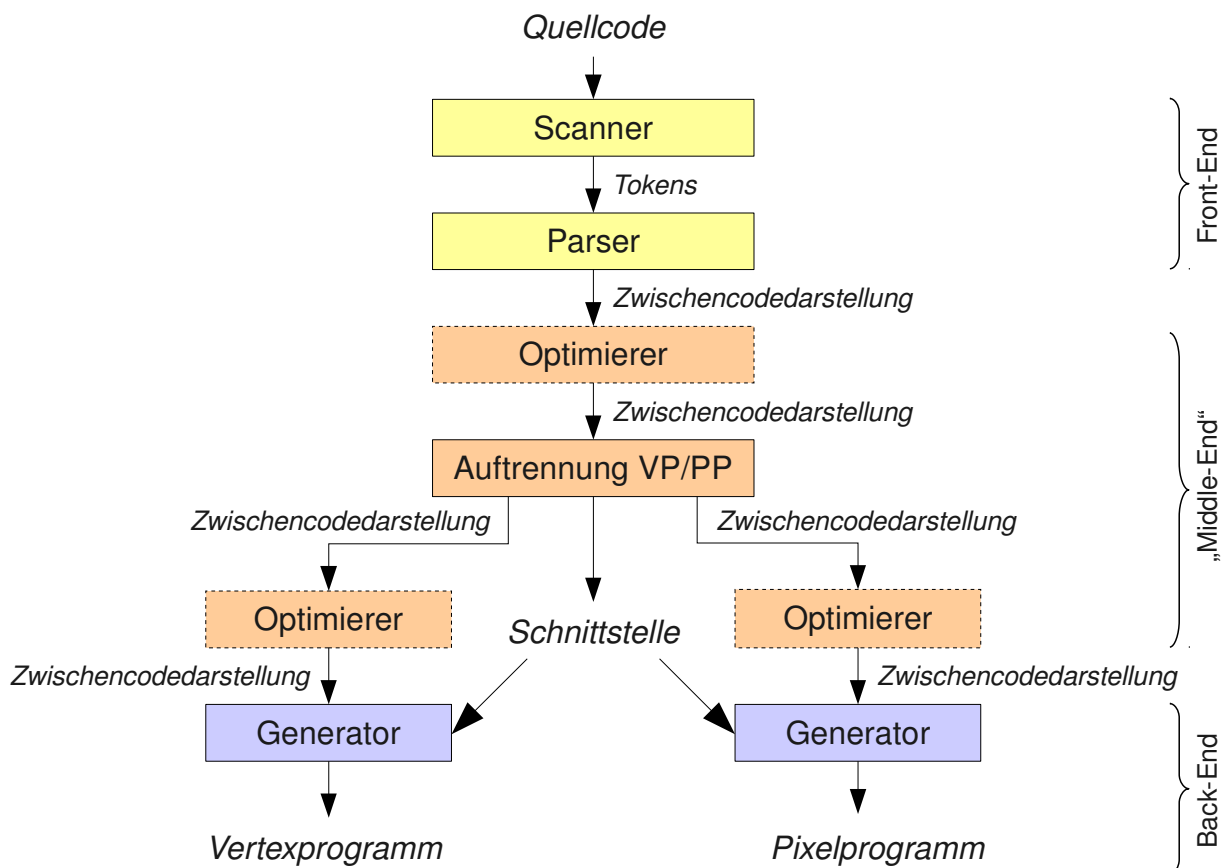 Quellcode
Scanner
Tokens
Parser
Front-End
Zwischencodedarstellung
Optimierer
Zwischencodedarstellung
Auftrennung VP/PP
Zwischencodedarstellung
Zwischencodedarstellung
„Middle-End“
Optimierer
Schnittstelle
Optimierer
Zwischencodedarstellung
Zwischencodedarstellung
Generator
Generator
Back-End
Vertexprogramm
Pixelprogramm